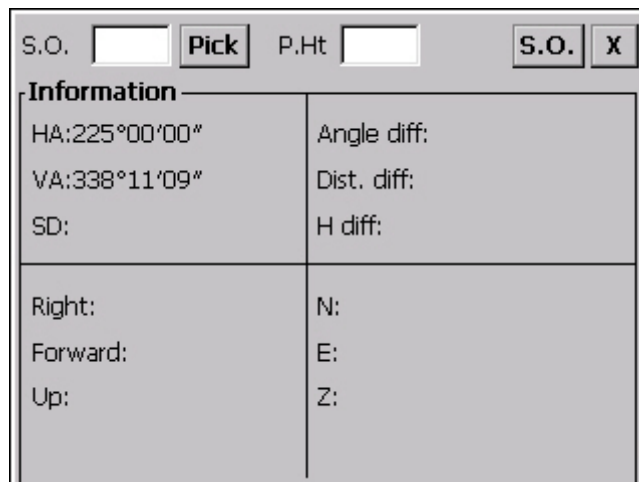 S.O. Pick P.Ht S.O. X
Information
HA:225°00'00" Angle diff:
VA:338°11'09" Dist. diff:
SD: H diff:
Right: N:
Forward: E:
Up: Z: